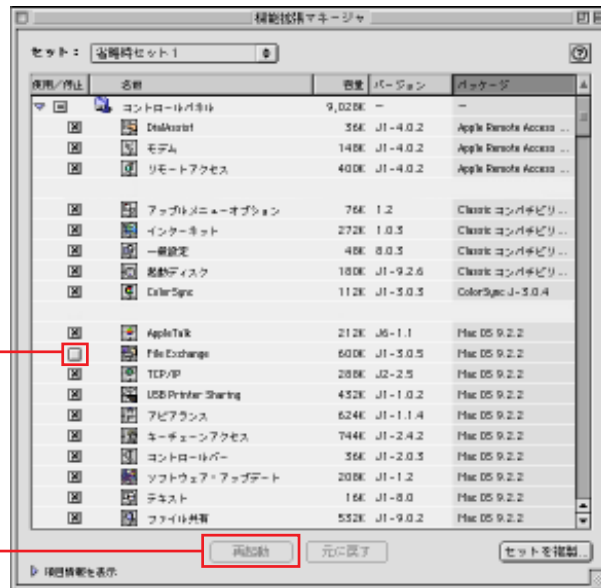 機能拡張マネージャ
セット： 省略時セット1
使用／停止 名前 容量 バージョン パッケージ
コントロールパネル 9,028K － －
DialAssist 36K J1-4.0.2 Apple Remote Access ...
モデム 148K J1-4.0.2 Apple Remote Access ...
リモートアクセス 400K J1-4.0.2 Apple Remote Access ...
アップルメニューオプション 76K 1.2 Classic コンパチビリ...
インターネット 272K 1.0.3 Classic コンパチビリ...
一般設定 48K 8.0.3 Classic コンパチビリ...
起動ディスク 180K J1-9.2.6 Classic コンパチビリ...
ColorSync 112K J1-3.0.3 ColorSync J-3.0.4
AppleTalk 212K J6-1.1 Mac OS 9.2.2
File Exchange 600K J1-3.0.5 Mac OS 9.2.2
TCP/IP 288K J2-2.5 Mac OS 9.2.2
USB Printer Sharing 432K J1-1.0.2 Mac OS 9.2.2
アピアランス 624K J1-1.1.4 Mac OS 9.2.2
キーチェーンアクセス 744K J1-2.4.2 Mac OS 9.2.2
コントロールバー 36K J1-2.0.3 Mac OS 9.2.2
ソフトウェア・アップデート 208K J1-1.2 Mac OS 9.2.2
テキスト 16K J1-8.0 Mac OS 9.2.2
ファイル共有 532K J1-9.0.2 Mac OS 9.2.2
再起動 元に戻す セットを複製...
項目情報を表示